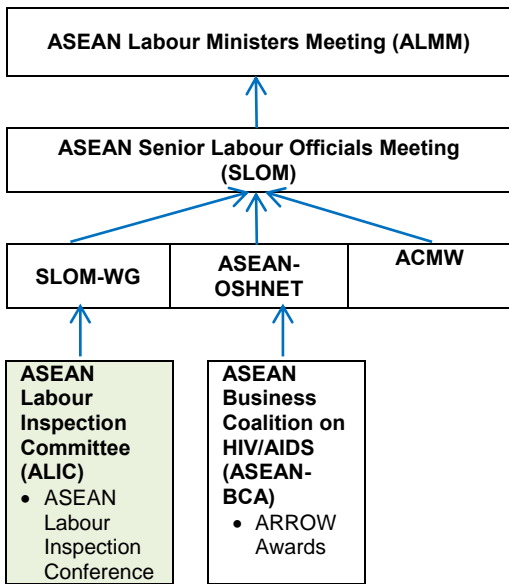 ASEAN Labour Ministers Meeting (ALMM)
ASEAN Senior Labour Officials Meeting
(SLOM)
SLOM-WG
ASEAN-
OSHNET
ACMW
ASEAN
Labour
Inspection
Committee
(ALIC)
• ASEAN
Labour
Inspection
Conference
ASEAN
Business
Coalition on
HIV/AIDS
(ASEAN-
BCA)
• ARROW
Awards